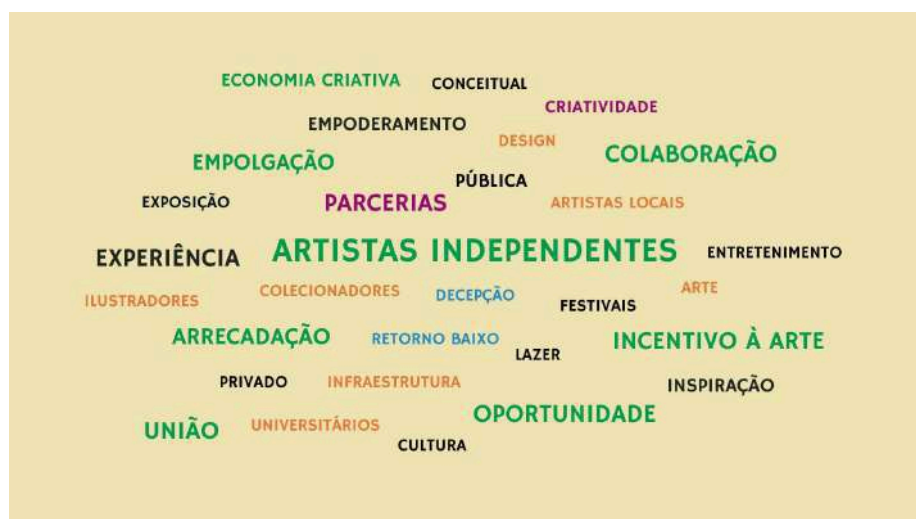 ECONOMIA CRIATIVA
CONCEITUAL
CRIATIVIDADE
EMPODERAMENTO
DESIGN
EMPOLGAÇÃO
COLABORAÇÃO
PÚBLICA
EXPOSIÇÃO
PARCERIAS
ARTISTAS LOCAIS
EXPERIÊNCIA
ARTISTAS INDEPENDENTES
ENTRETENIMENTO
ILUSTRADORES
COLECIONADORES
DECEPÇÃO
FESTIVAIS
ARTE
ARRECADAÇÃO
RETORNO BAIXO
LAZER
INCENTIVO À ARTE
PRIVADO
INFRAESTRUTURA
INSPIRAÇÃO
UNIÃO
UNIVERSITÁRIOS
OPORTUNIDADE
CULTURA